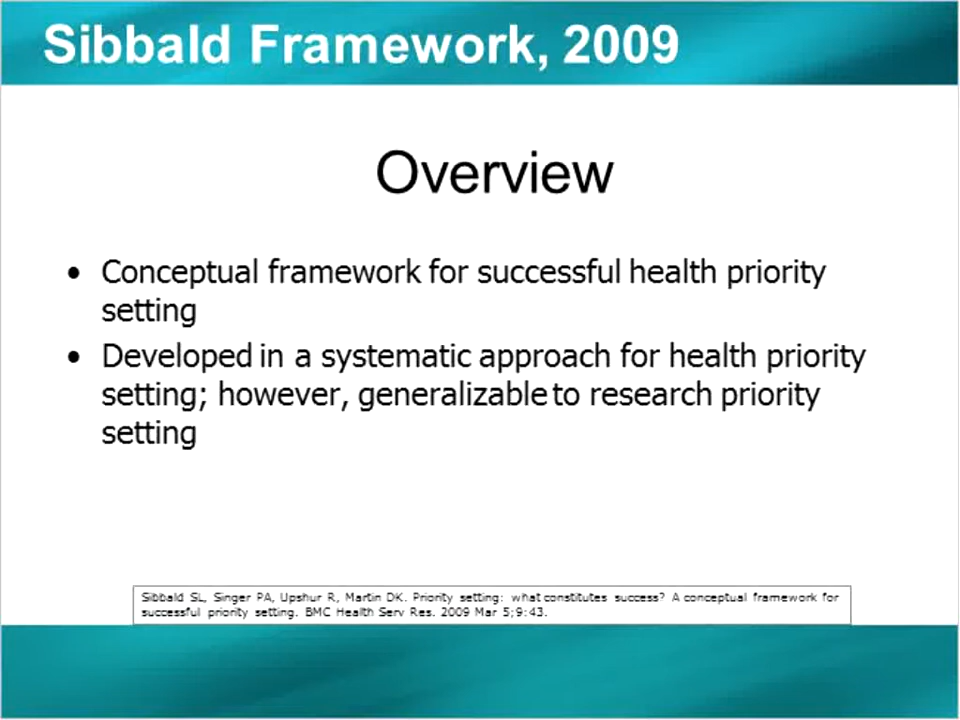 Sibbald Framework, 2009
Overview
• Conceptual framework for successful health priority
setting
• Developed in a systematic approach for health priority
setting; however, generalizable to research priority
setting
Sibbald SL, Singer PA, Upshur R, Martin DK. Priority setting: what constitutes success? A conceptual framework for
successful priority setting. BMC Health Serv Res. 2009 Mar 5;9:43.